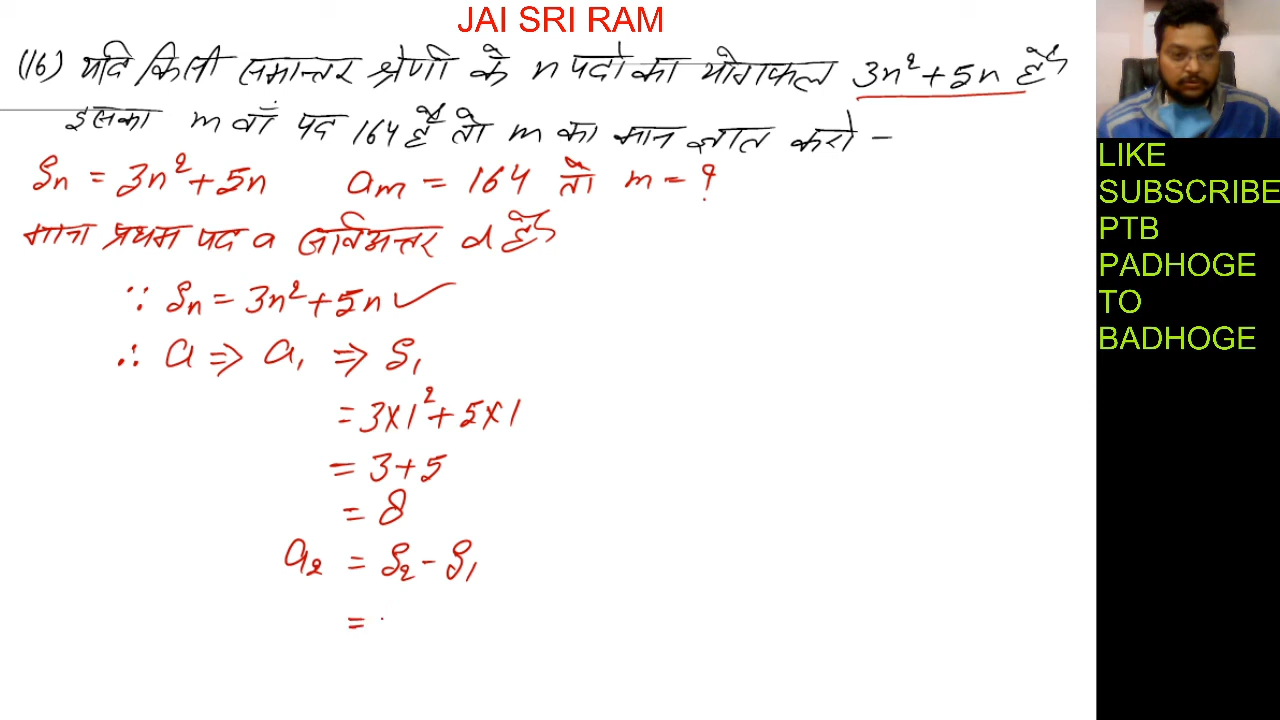 JAI SRI RAM
(16) यदि किसी समान्तर श्रेणी के n पदो का योगफल 3n² + 5n हैं
इसका m वाँ पद 164 हैं तो m का मान ज्ञात करो -
Sn = 3n² + 5n am = 164 तो m = ?
माना प्रथम पद a सर्वाअन्तर d हैं
∵ Sn = 3n² + 5n ✓
∴ a ⇒ a₁ ⇒ S₁
= 3×1² + 5×1
= 3 + 5
= 8
a₂ = S₂ - S₁
=
LIKE
SUBSCRIBE
PTB
PADHOGE
TO
BADHOGE